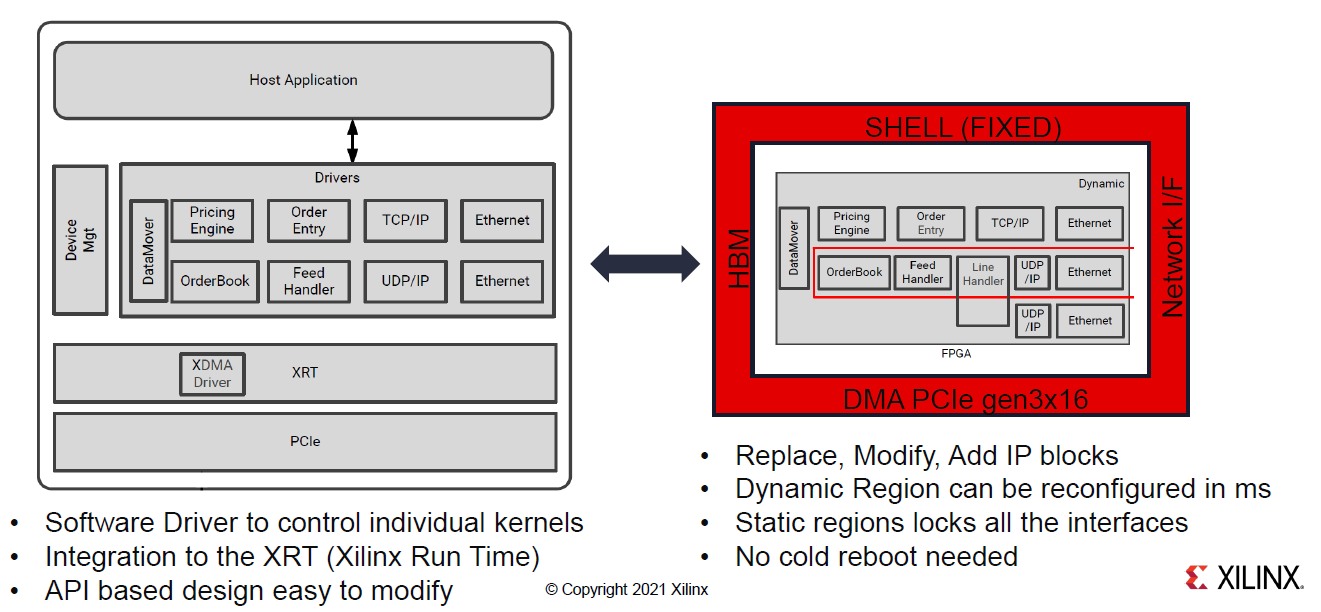 Host Application
Drivers
Device
Mgt
DataMover
Pricing
Engine
Order
Entry
TCP/IP
Ethernet
OrderBook
Feed
Handler
UDP/IP
Ethernet
XDMA
Driver
XRT
PCIe
• Software Driver to control individual kernels
• Integration to the XRT (Xilinx Run Time)
• API based design easy to modify
SHELL (FIXED)
HBM
Network I/F
DMA PCIe gen3x16
Dynamic
DataMover
Pricing
Engine
Order
Entry
TCP/IP
Ethernet
OrderBook
Feed
Handler
Line
Handler
UDP
/IP
Ethernet
UDP
/IP
Ethernet
FPGA
• Replace, Modify, Add IP blocks
• Dynamic Region can be reconfigured in ms
• Static regions locks all the interfaces
• No cold reboot needed
© Copyright 2021 Xilinx
XILINX.